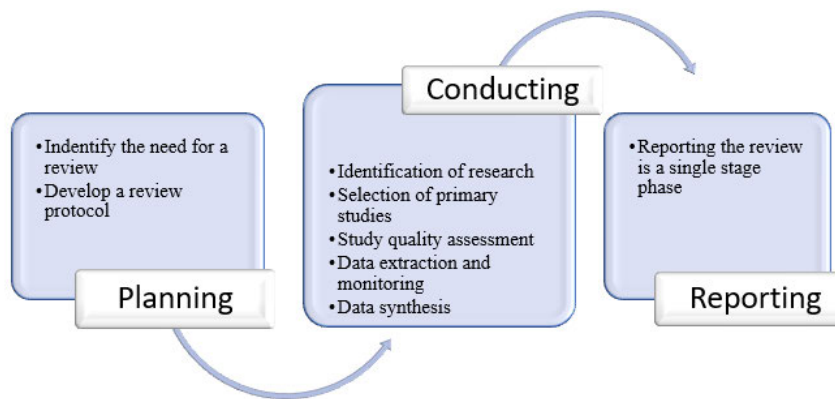 •Indentify the need for a
review
•Develop a review
protocol
Planning
Conducting
•Identification of research
•Selection of primary
studies
•Study quality assessment
•Data extraction and
monitoring
•Data synthesis
•Reporting the review
is a single stage
phase
Reporting